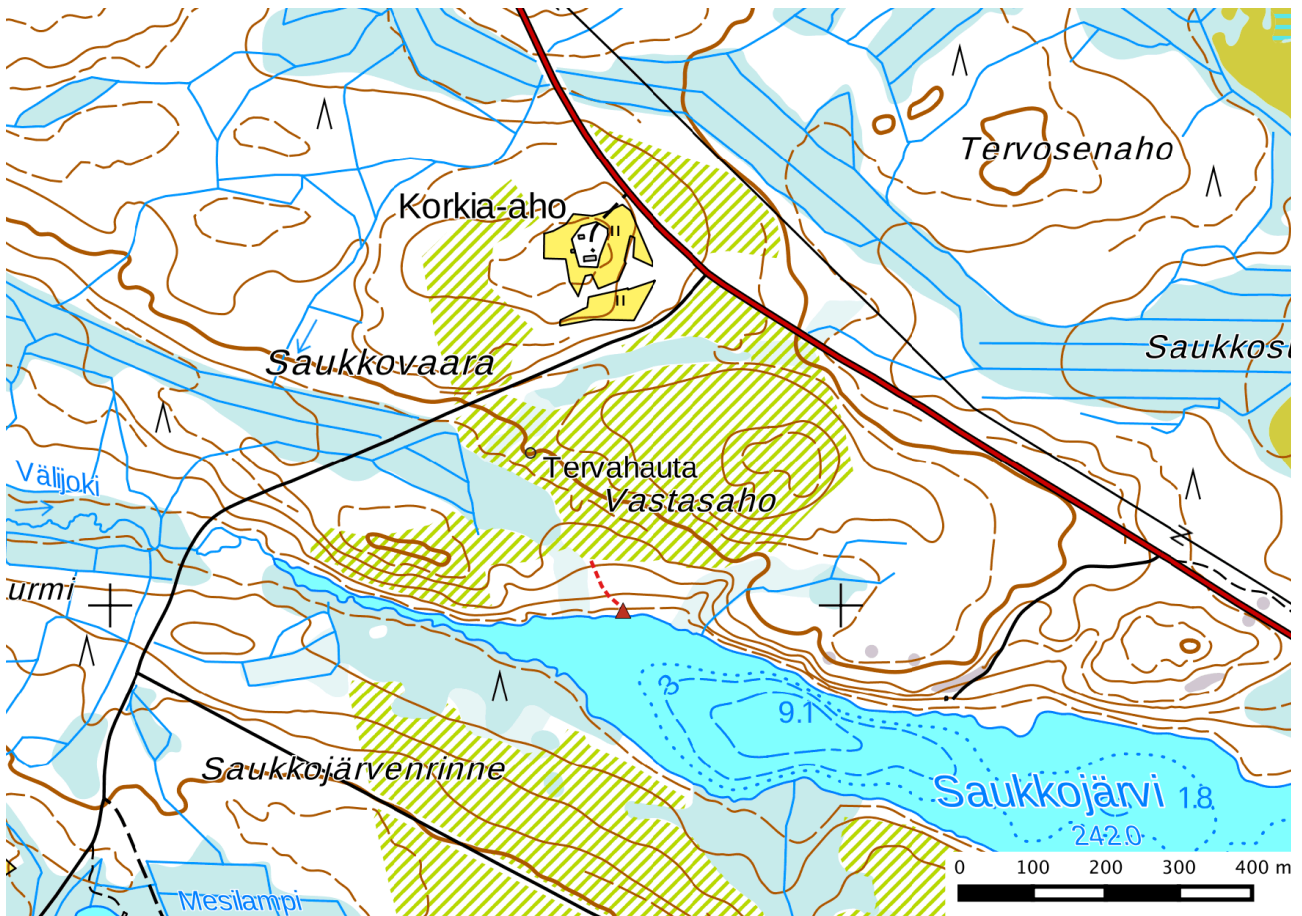 Tervosenaho
Korkia-aho
Saukkovaara
Tervahauta
Vastasaho
Välijoki
urmi
3
9.1
Saukkojärvenrinne
Saukkojärvi 1.8
242.0
Mesilampi
0 100 200 300 400 m